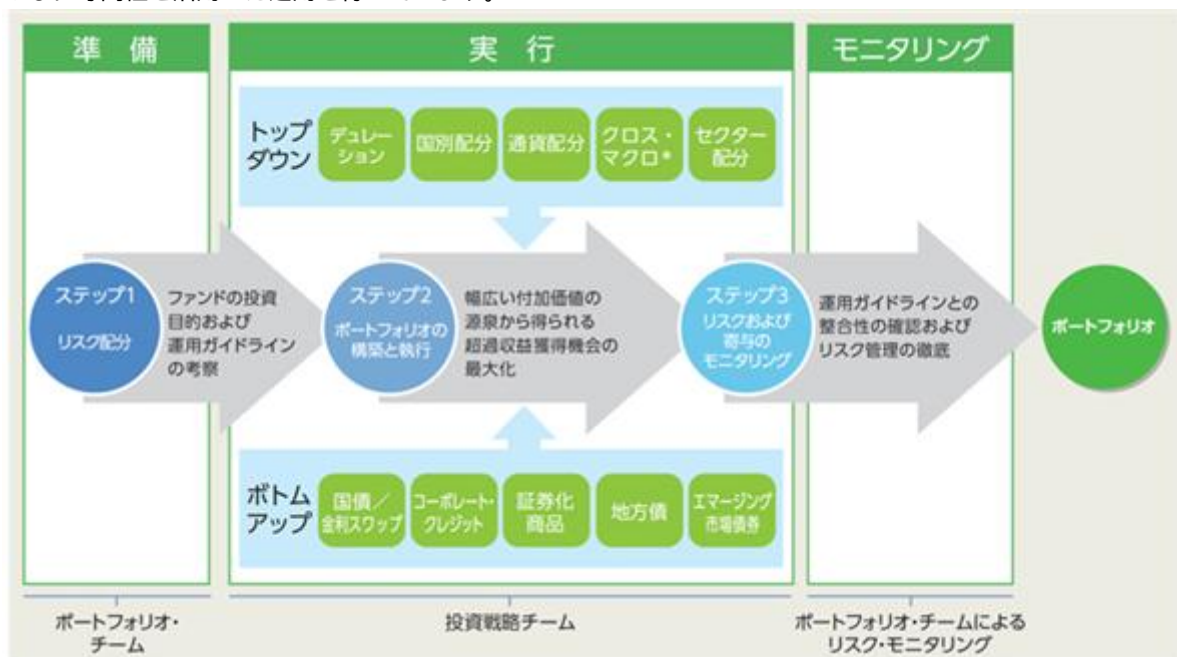 準 備
実 行
モニタリング
トップ
ダウン
デュレー
ション
国別配分
通貨配分
クロス・
マクロ*
セクター
配分
ステップ1
リスク配分
ファンドの投資
目的および
運用ガイドライン
の考察
ステップ2
ポートフォリオの
構築と執行
幅広い付加価値の
源泉から得られる
超過収益獲得機会の
最大化
ステップ3
リスクおよび
寄与の
モニタリング
運用ガイドラインとの
整合性の確認および
リスク管理の徹底
ポートフォリオ
ボトム
アップ
国債／
金利スワップ
コーポレート・
クレジット
証券化
商品
地方債
エマージング
市場債券
ポートフォリオ・
チーム
投資戦略チーム
ポートフォリオ・チームによる
リスク・モニタリング